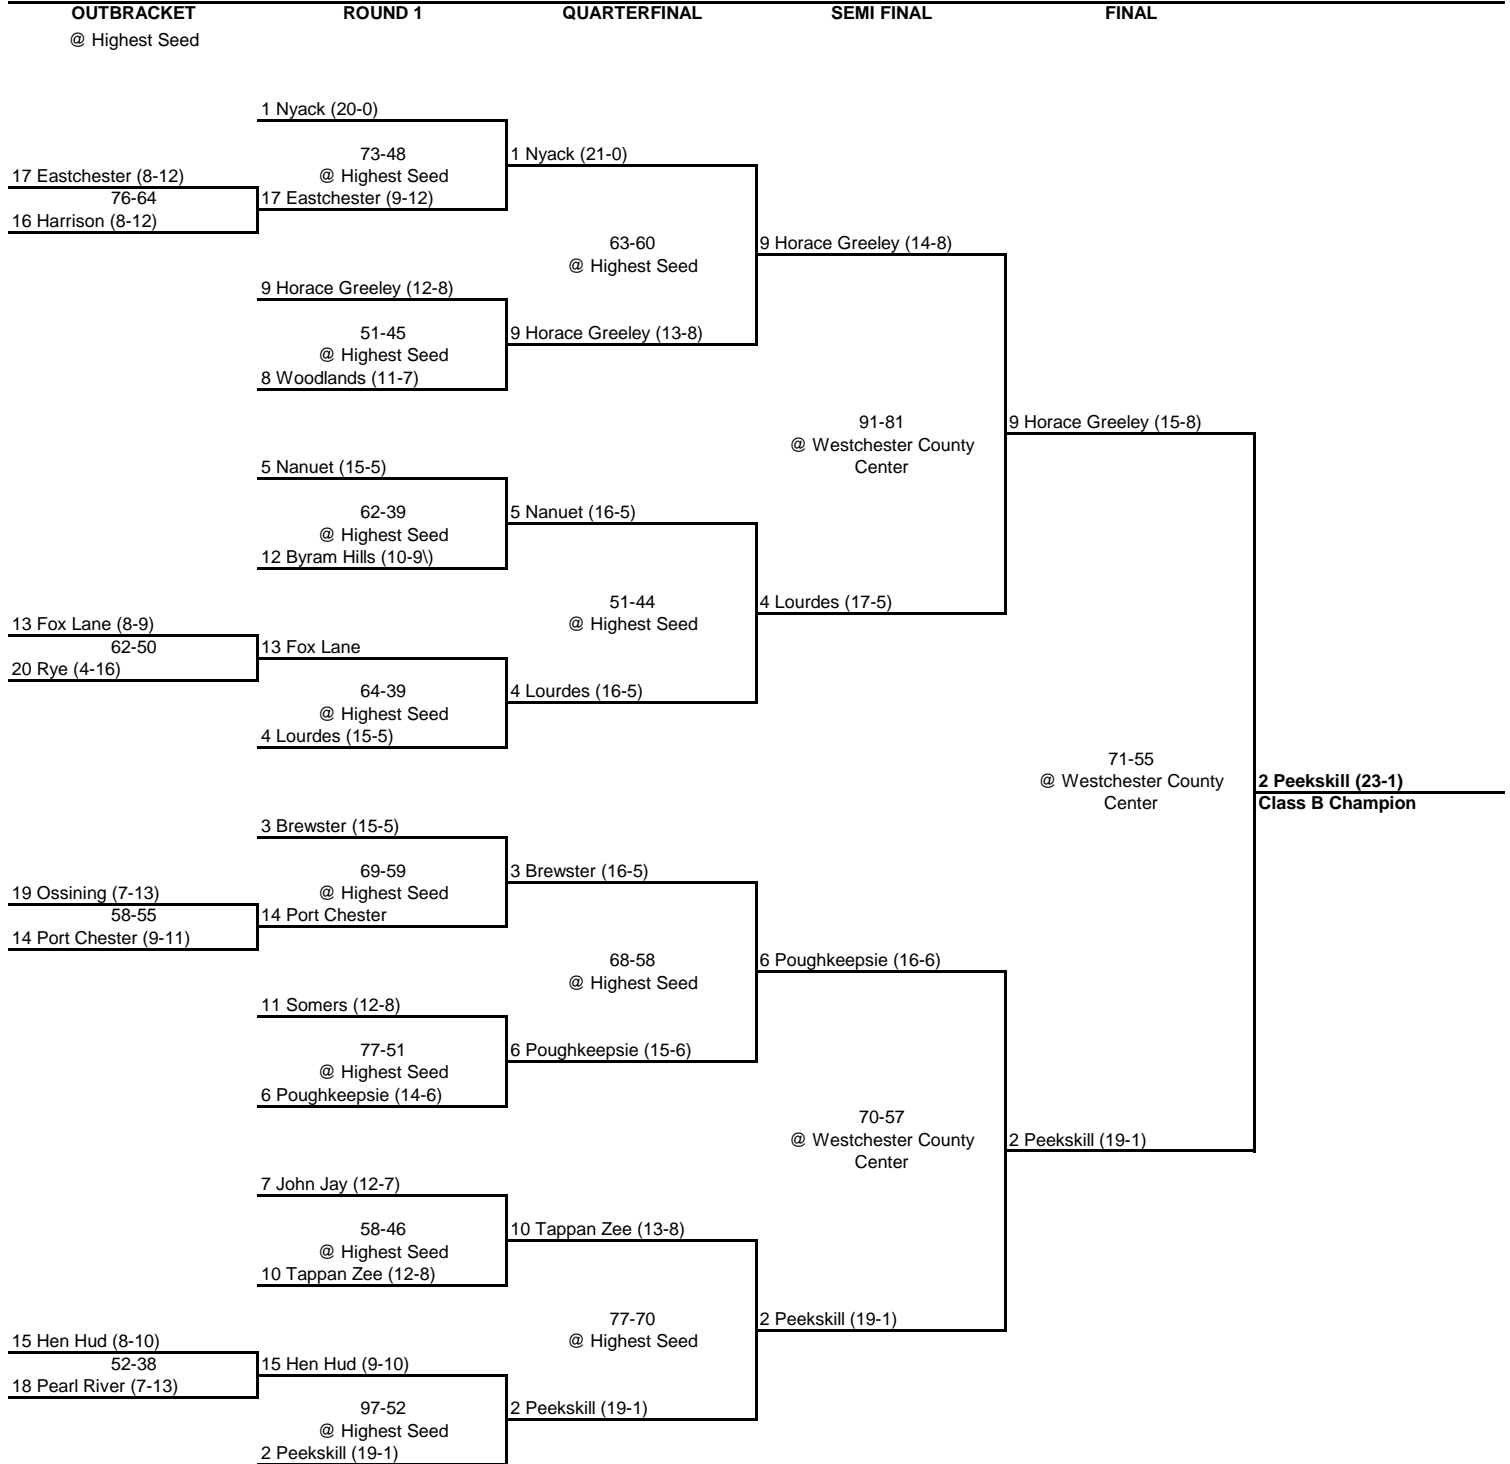 OUTBRACKET ROUND 1 QUARTERFINAL SEMI FINAL FINAL
@ Highest Seed
1 Nyack (20-0)
73-48 1 Nyack (21-0)
17 Eastchester (8-12) @ Highest Seed
76-64 17 Eastchester (9-12)
16 Harrison (8-12)
63-60 9 Horace Greeley (14-8)
@ Highest Seed
9 Horace Greeley (12-8)
51-45 9 Horace Greeley (13-8)
@ Highest Seed
8 Woodlands (11-7)
91-81 9 Horace Greeley (15-8)
@ Westchester County
5 Nanuet (15-5) Center
62-39 5 Nanuet (16-5)
@ Highest Seed
12 Byram Hills (10-9\)
51-44 4 Lourdes (17-5)
13 Fox Lane (8-9) @ Highest Seed
62-50 13 Fox Lane
20 Rye (4-16)
64-39 4 Lourdes (16-5)
@ Highest Seed
4 Lourdes (15-5)
71-55
@ Westchester County 2 Peekskill (23-1)
Center Class B Champion
3 Brewster (15-5)
69-59 3 Brewster (16-5)
19 Ossining (7-13) @ Highest Seed
58-55 14 Port Chester
14 Port Chester (9-11)
68-58 6 Poughkeepsie (16-6)
@ Highest Seed
11 Somers (12-8)
77-51 6 Poughkeepsie (15-6)
@ Highest Seed
6 Poughkeepsie (14-6)
70-57
@ Westchester County 2 Peekskill (19-1)
Center
7 John Jay (12-7)
58-46 10 Tappan Zee (13-8)
@ Highest Seed
10 Tappan Zee (12-8)
77-70 2 Peekskill (19-1)
15 Hen Hud (8-10) @ Highest Seed
52-38 15 Hen Hud (9-10)
18 Pearl River (7-13)
97-52 2 Peekskill (19-1)
@ Highest Seed
2 Peekskill (19-1)